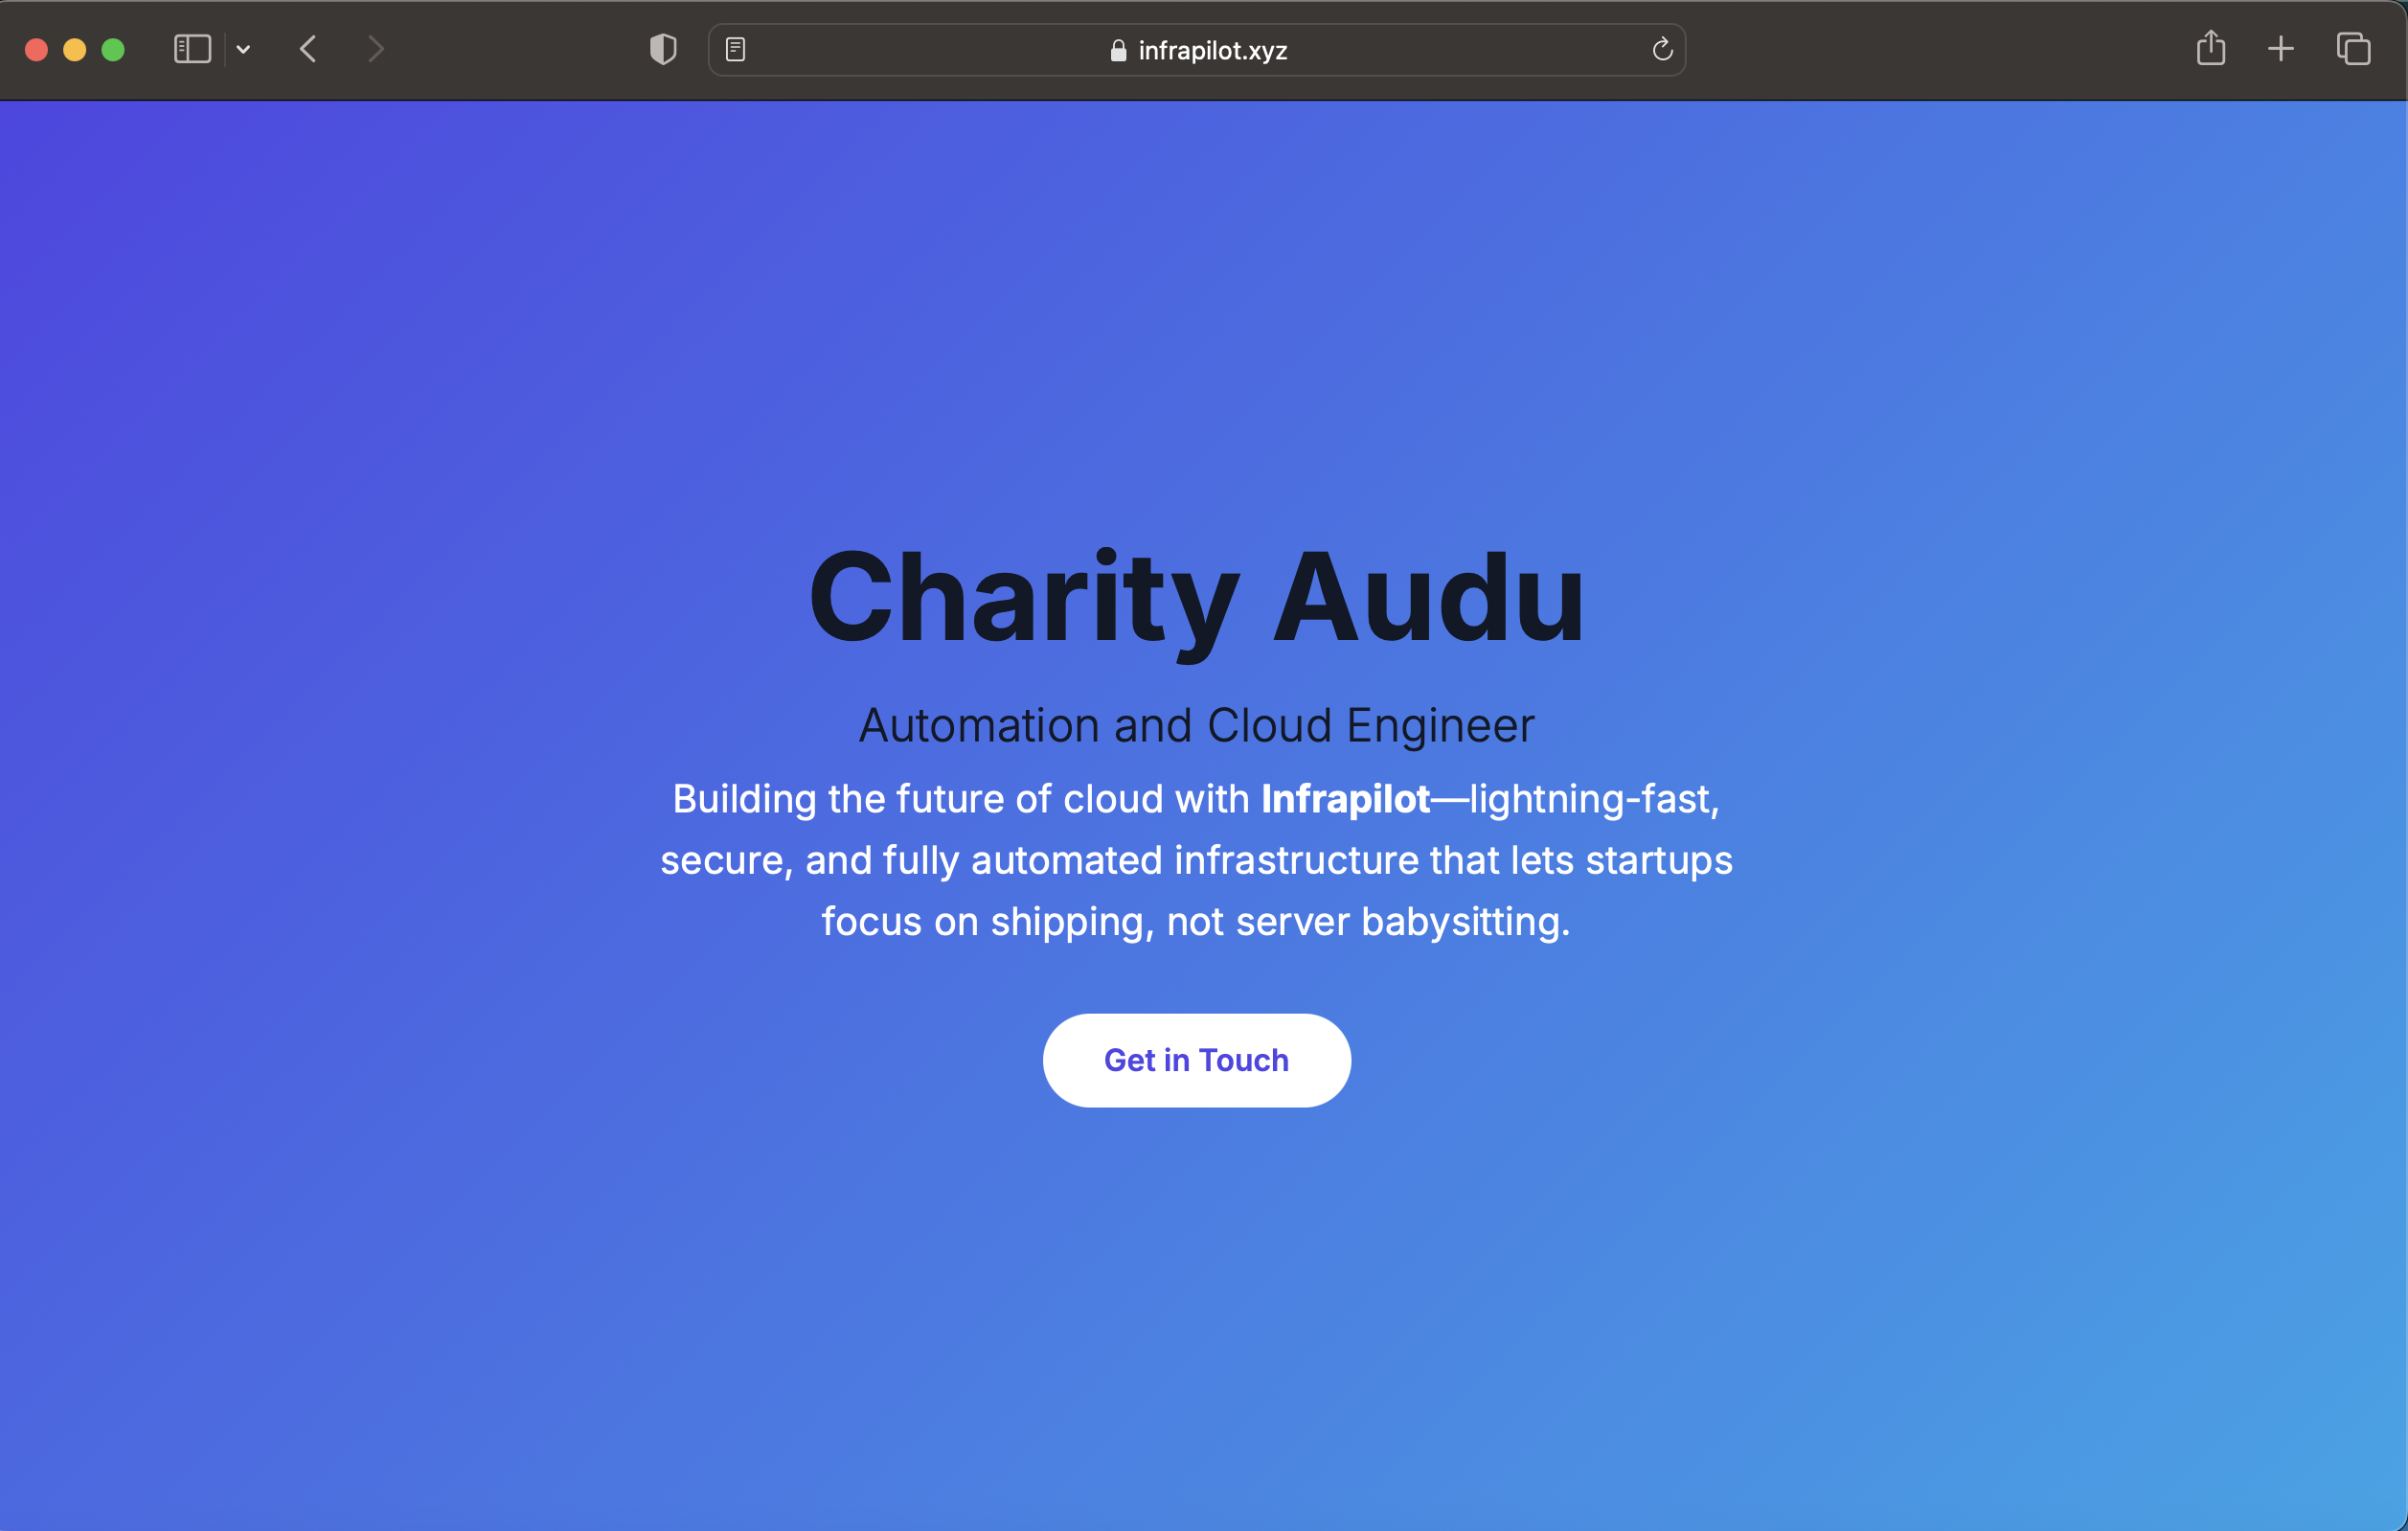 infrapilot.xyz
Charity Audu
Automation and Cloud Engineer
Building the future of cloud with Infrapilot—lightning-fast,
secure, and fully automated infrastructure that lets startups
focus on shipping, not server babysitting.
Get in Touch